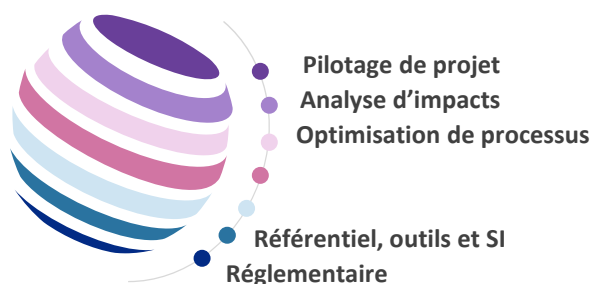 Pilotage de projet
Analyse d’impacts
Optimisation de processus
Référentiel, outils et SI
Réglementaire